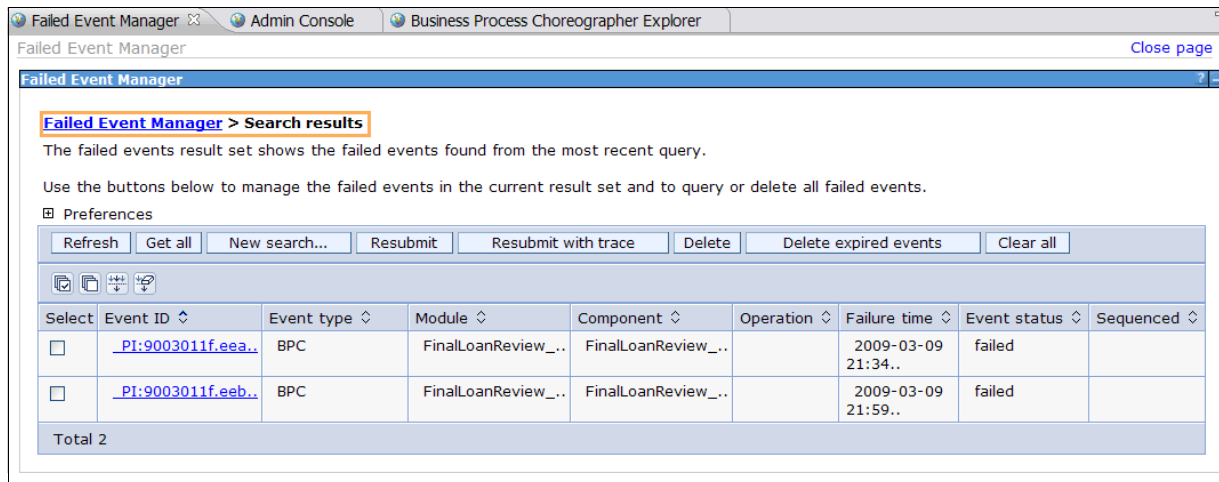 Failed Event Manager Admin Console Business Process Choreographer Explorer
Failed Event Manager Close page
Failed Event Manager ?
Failed Event Manager > Search results
The failed events result set shows the failed events found from the most recent query.
Use the buttons below to manage the failed events in the current result set and to query or delete all failed events.
Preferences
Refresh Get all New search... Resubmit Resubmit with trace Delete Delete expired events Clear all
Select Event ID Event type Module Component Operation Failure time Event status Sequenced
_PI:9003011f.eea.. BPC FinalLoanReview_.. FinalLoanReview_.. 2009-03-09 failed
21:34..
_PI:9003011f.eeb.. BPC FinalLoanReview_.. FinalLoanReview_.. 2009-03-09 failed
21:59..
Total 2